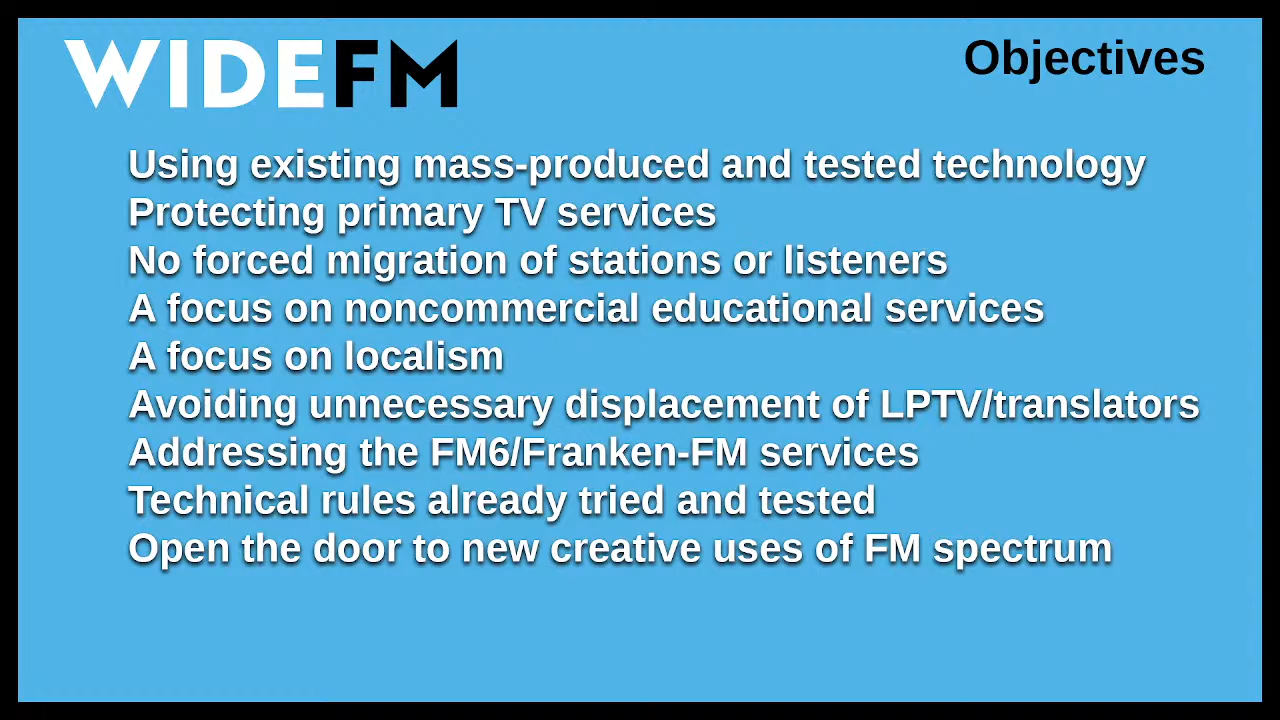 WIDEFM
Objectives
Using existing mass-produced and tested technology
Protecting primary TV services
No forced migration of stations or listeners
A focus on noncommercial educational services
A focus on localism
Avoiding unnecessary displacement of LPTV/translators
Addressing the FM6/Franken-FM services
Technical rules already tried and tested
Open the door to new creative uses of FM spectrum